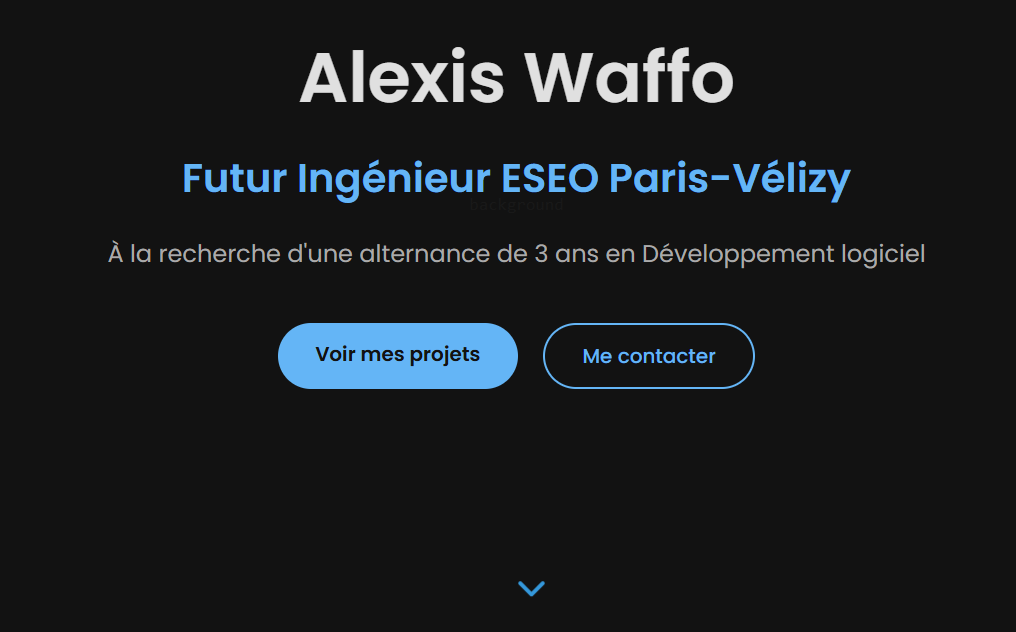 Alexis Waffo
Futur Ingénieur ESEO Paris-Vélizy
background
À la recherche d'une alternance de 3 ans en Développement logiciel
Voir mes projets
Me contacter